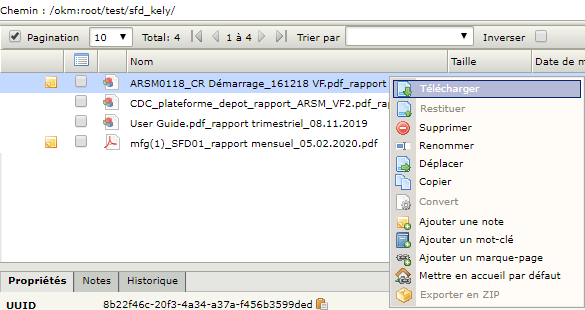 Chemin : /okm:root/test/sfd_kely/
Pagination 10 Total: 4 1 à 4 Trier par Inverser
Nom Taille Date de m
ARSM0118_CR Démarrage_161218 VF.pdf_rapport
CDC_plateforme_depot_rapport_ARSM_VF2.pdf_rap
User Guide.pdf_rapport trimestriel_08.11.2019
mfg(1)_SFD01_rapport mensuel_05.02.2020.pdf
Télécharger
Restituer
Supprimer
Renommer
Déplacer
Copier
Convert
Ajouter une note
Ajouter un mot-clé
Ajouter un marque-page
Mettre en accueil par défaut
Exporter en ZIP
Propriétés Notes Historique
UUID 8b22f46c-20f3-4a34-a37a-f456b3599ded